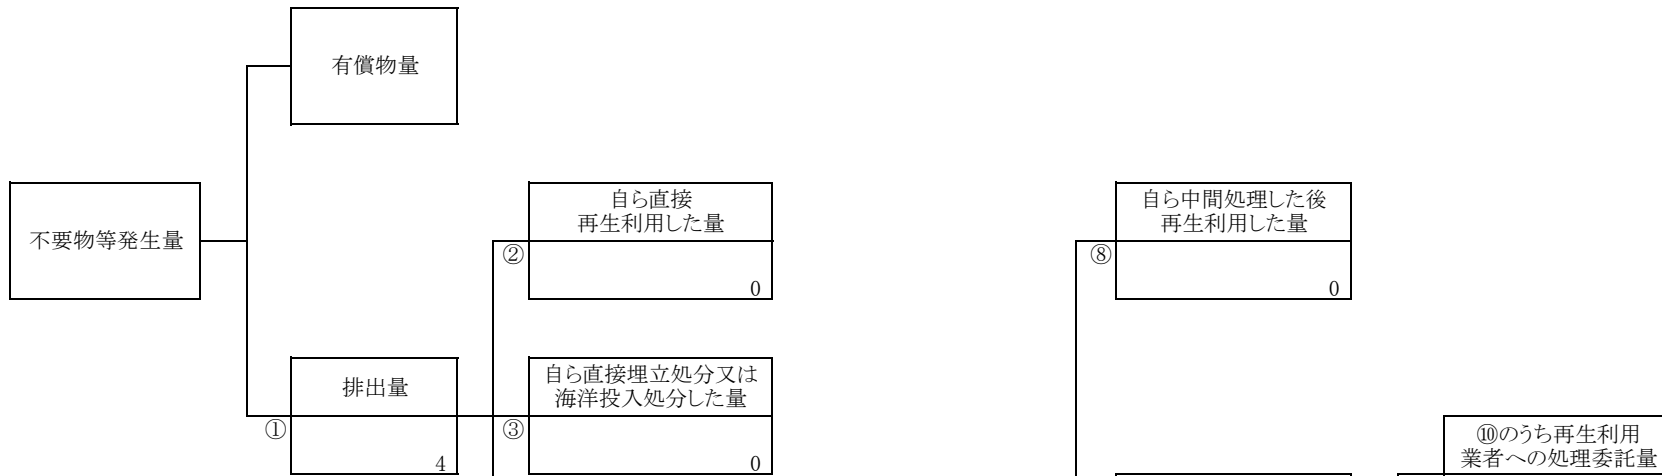 有償物量
不要物等発生量
自ら直接
再生利用した量
②
0
自ら中間処理した後
再生利用した量
⑧
0
排出量
①
4
自ら直接埋立処分又は
海洋投入処分した量
③
0
⑩のうち再生利用
業者への処理委託量